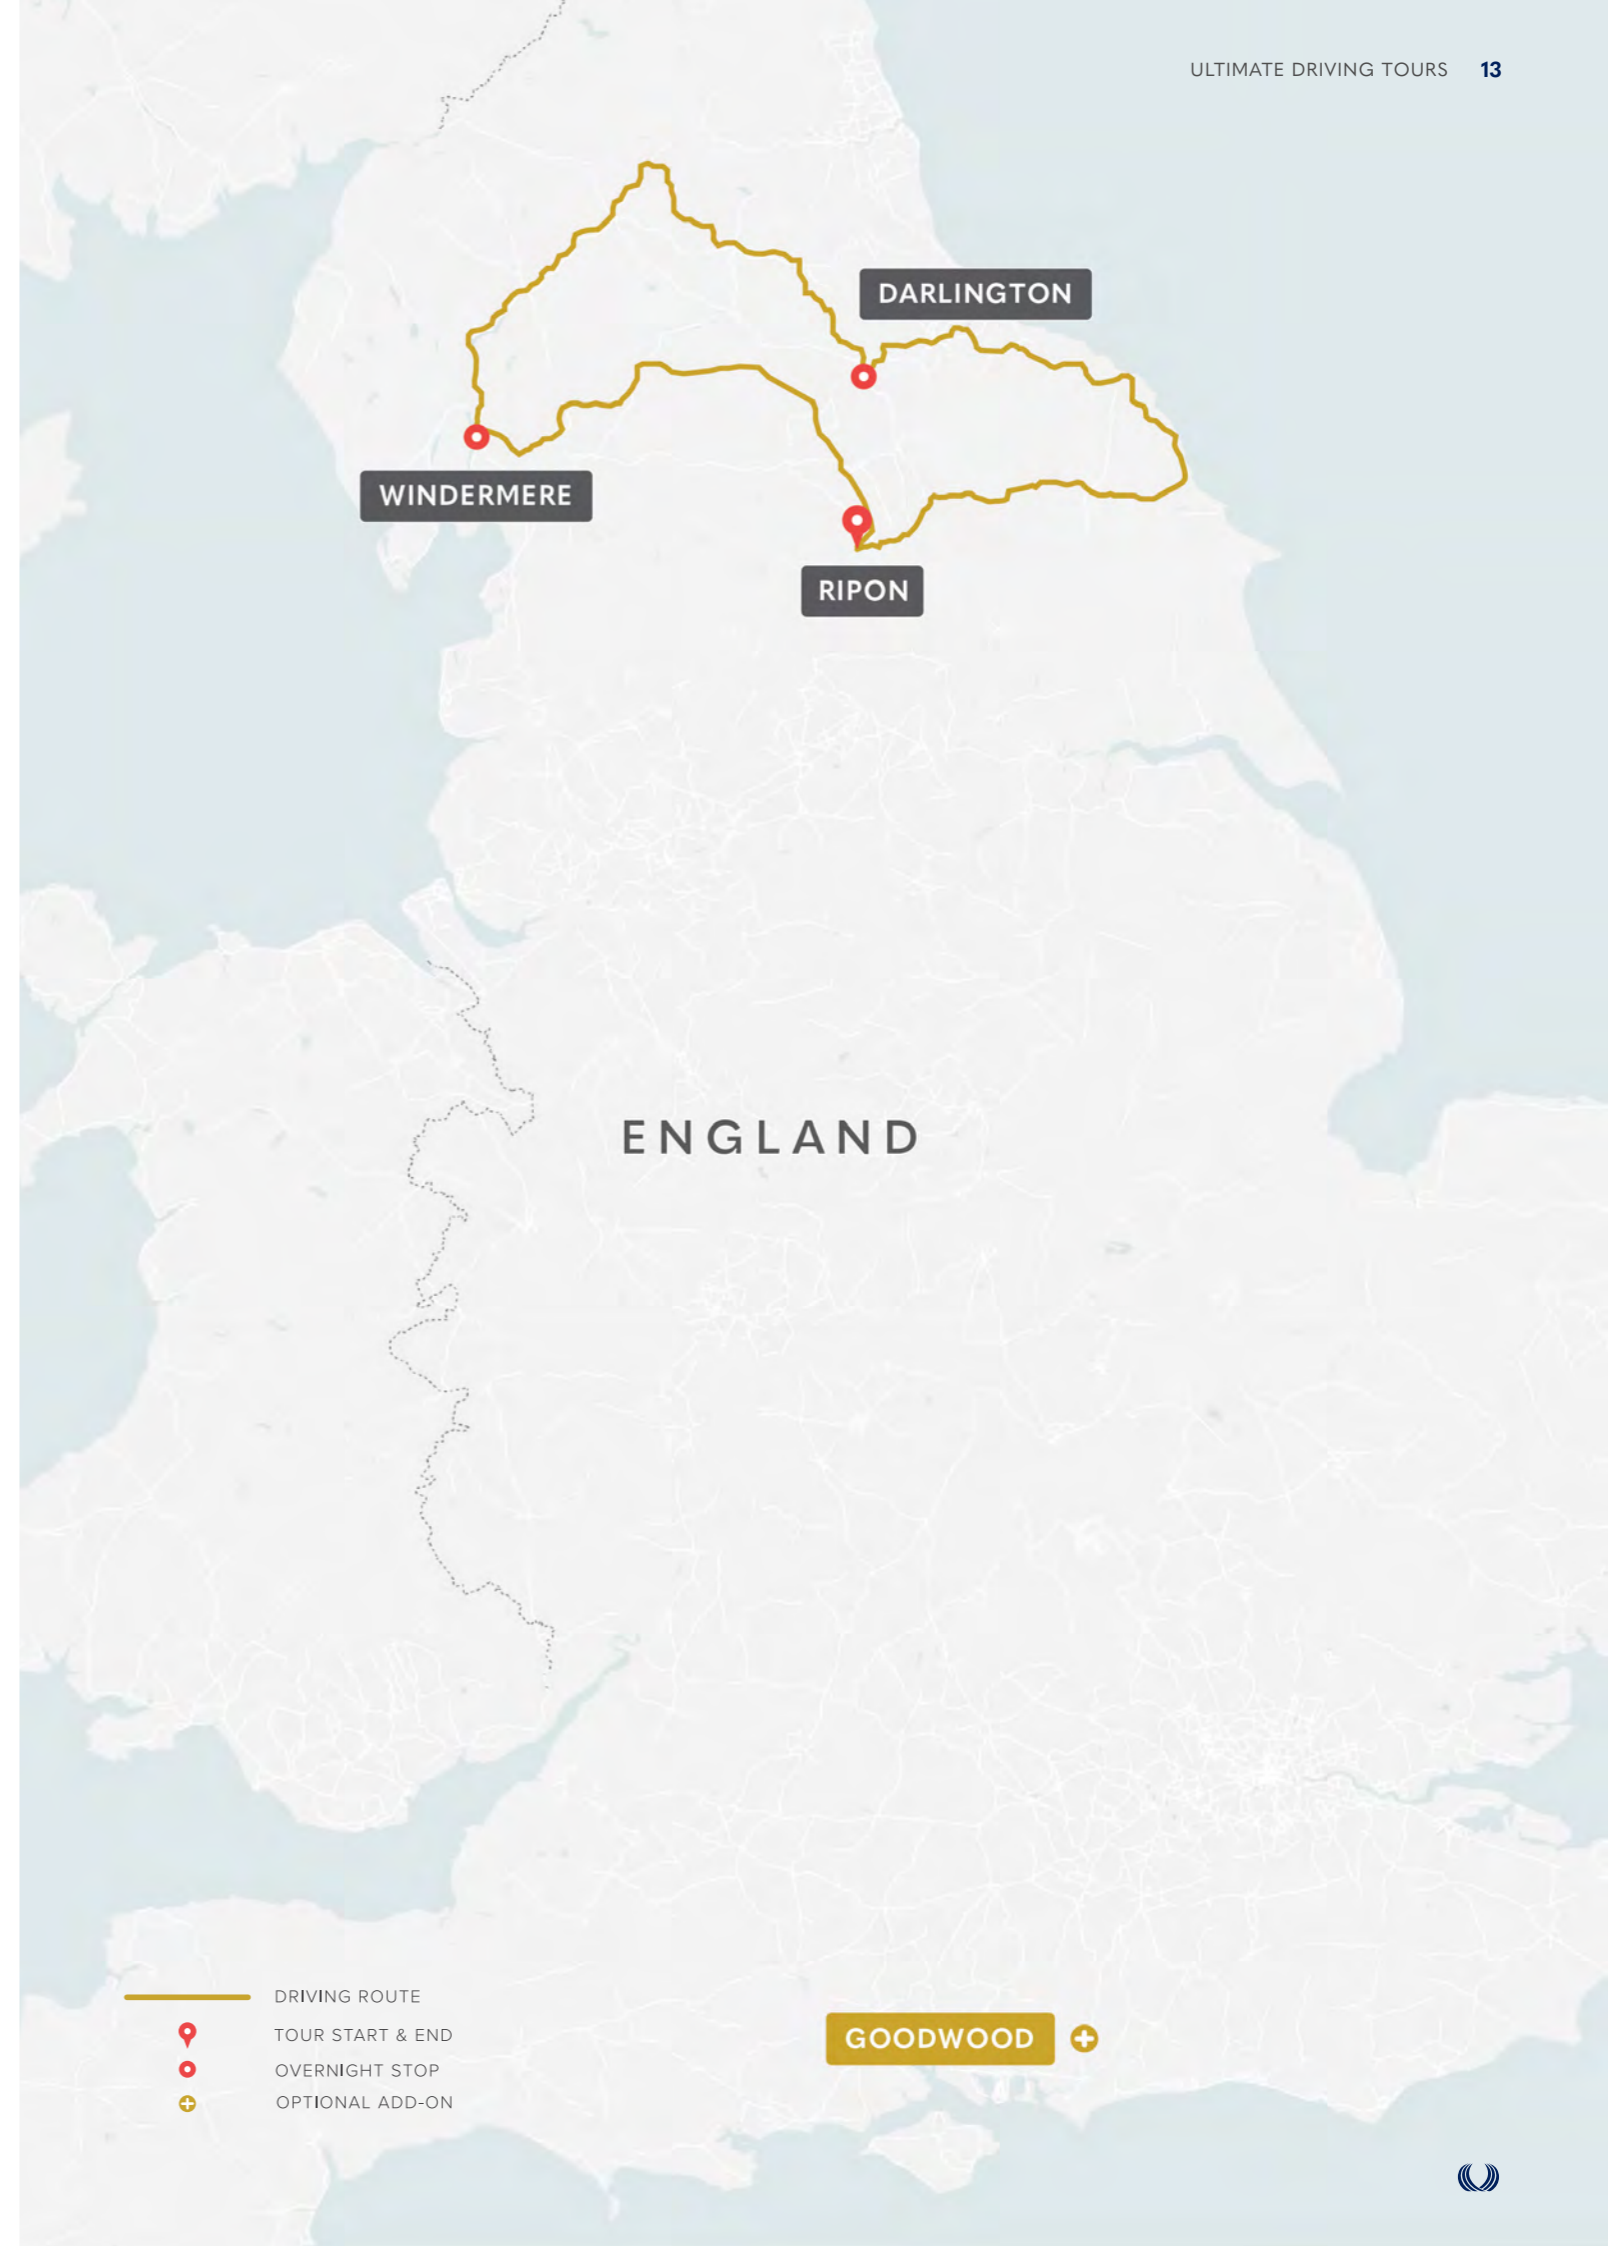 ULTIMATE DRIVING TOURS 13
DARLINGTON
WINDERMERE
RIPON
ENGLAND
DRIVING ROUTE
TOUR START & END
OVERNIGHT STOP
OPTIONAL ADD-ON
GOODWOOD